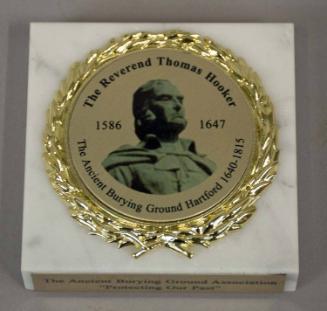 The Reverend Thomas Hooker
1586 1647
The Ancient Burying Ground Hartford 1640-1815
The Ancient Burying Ground Association
"Protecting Our Past"